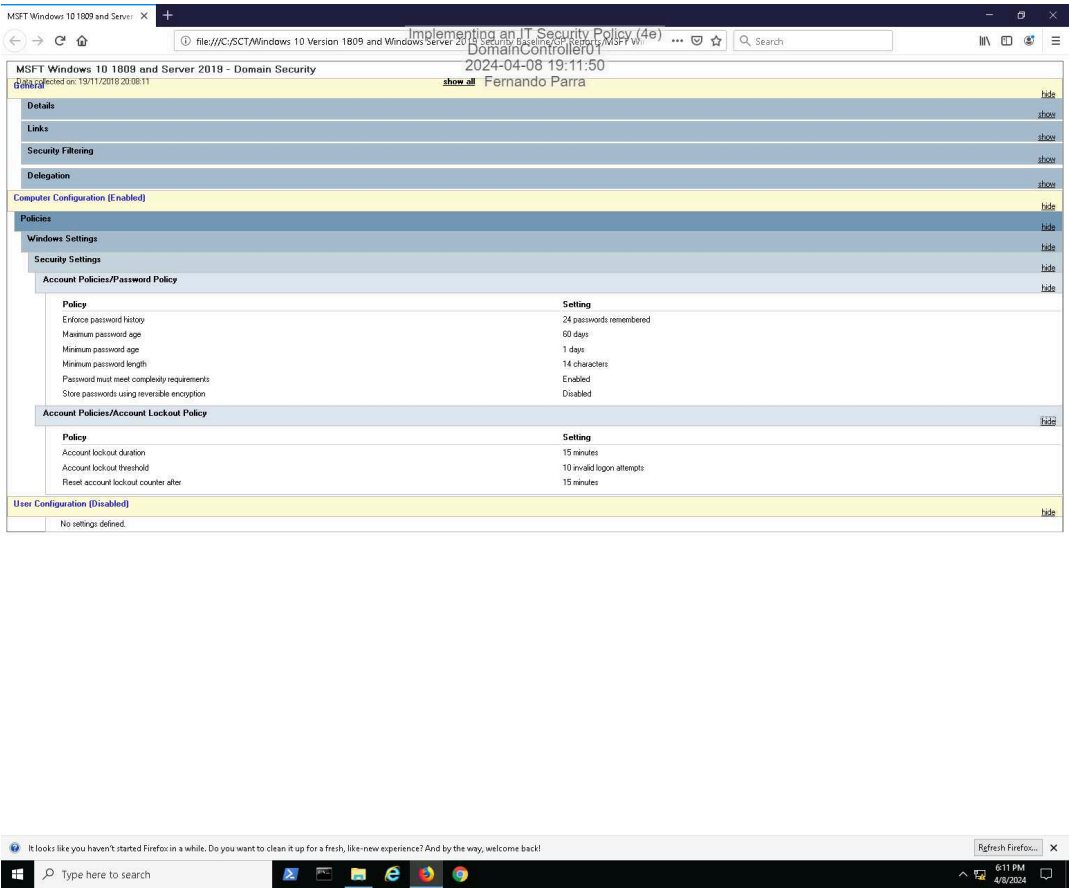 MSFT Windows 10 1809 and Server
file:///C:/SCT/Windows 10 Version 1809 and Windows Server 2019 Security Baseline/GP Reports/MSFT Wi
Search
Implementing an IT Security Policy (4e)
DomainController01
2024-04-08 19:11:50
Fernando Parra
MSFT Windows 10 1809 and Server 2019 - Domain Security
Data collected on: 19/11/2018 20:08:11 show all
General hide
Details show
Links show
Security Filtering show
Delegation show
Computer Configuration (Enabled) hide
Policies hide
Windows Settings hide
Security Settings hide
Account Policies/Password Policy hide
Policy Setting
Enforce password history 24 passwords remembered
Maximum password age 60 days
Minimum password age 1 days
Minimum password length 14 characters
Password must meet complexity requirements Enabled
Store passwords using reversible encryption Disabled
Account Policies/Account Lockout Policy hide
Policy Setting
Account lockout duration 15 minutes
Account lockout threshold 10 invalid logon attempts
Reset account lockout counter after 15 minutes
User Configuration (Disabled) hide
No settings defined.
It looks like you haven't started Firefox in a while. Do you want to clean it up for a fresh, like-new experience? And by the way, welcome back! Refresh Firefox...
Type here to search 6:11 PM
4/8/2024